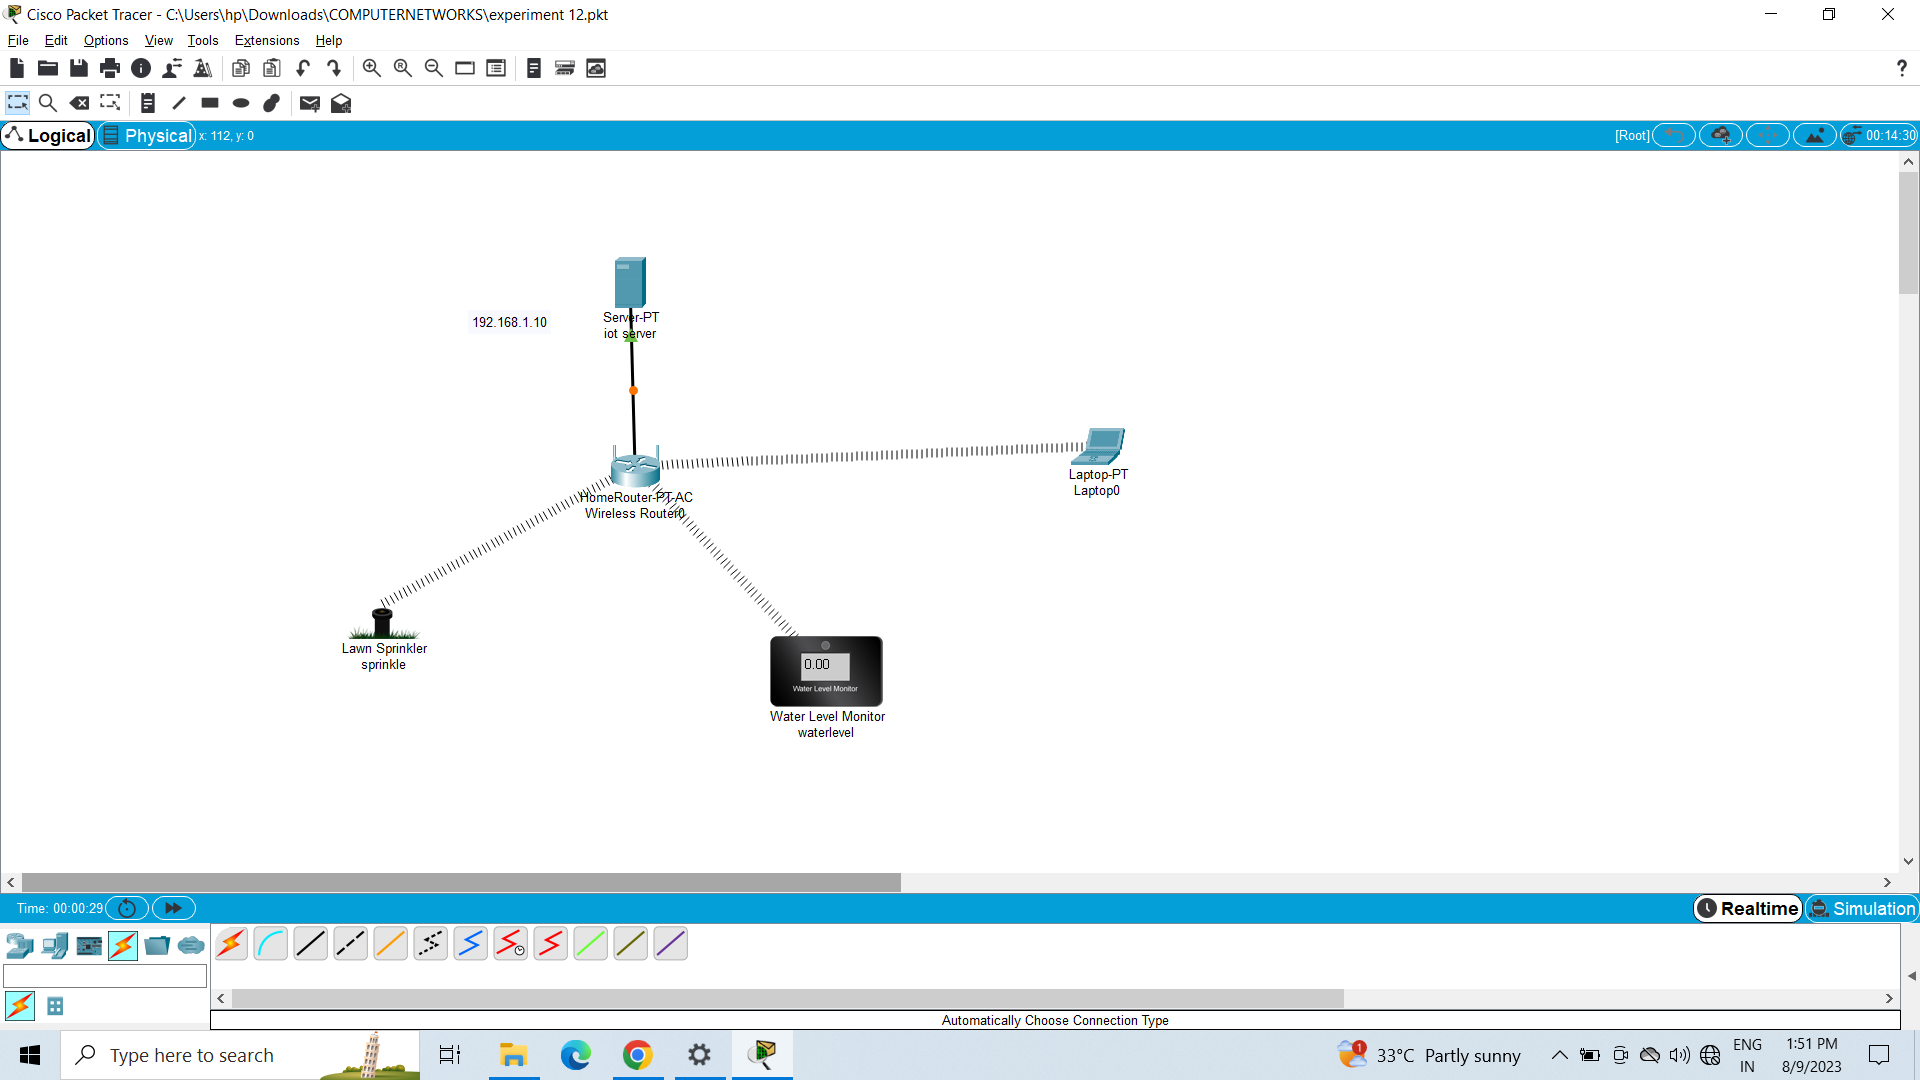 Cisco Packet Tracer - C:\Users\hp\Downloads\COMPUTERNETWORKS\experiment 12.pkt
File Edit Options View Tools Extensions Help
?
Logical Physical x: 112, y: 0 [Root] 00:14:30
192.168.1.10
Server-PT
iot server
Laptop-PT
Laptop0
HomeRouter-PT-AC
Wireless Router0
Lawn Sprinkler
sprinkle
0.00
Water Level Monitor
Water Level Monitor
waterlevel
Time: 00:00:29 Realtime Simulation
Automatically Choose Connection Type
Type here to search 1 33°C Partly sunny ENG IN 1:51 PM 8/9/2023